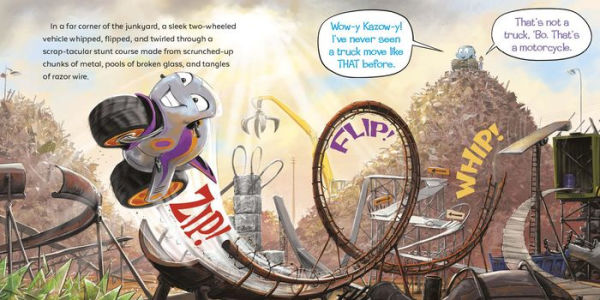 In a far corner of the junkyard, a sleek two-wheeled
vehicle whipped, flipped, and twirled through a
scrap-tacular stunt course made from scrunched-up
chunks of metal, pools of broken glass, and tangles
of razor wire.
Wow-y Kazow-y!
I've never seen
a truck move like
THAT before.
That's not a
truck, 'Bo. That's
a motorcycle.
ZIP!
FLIP!
WHIP!